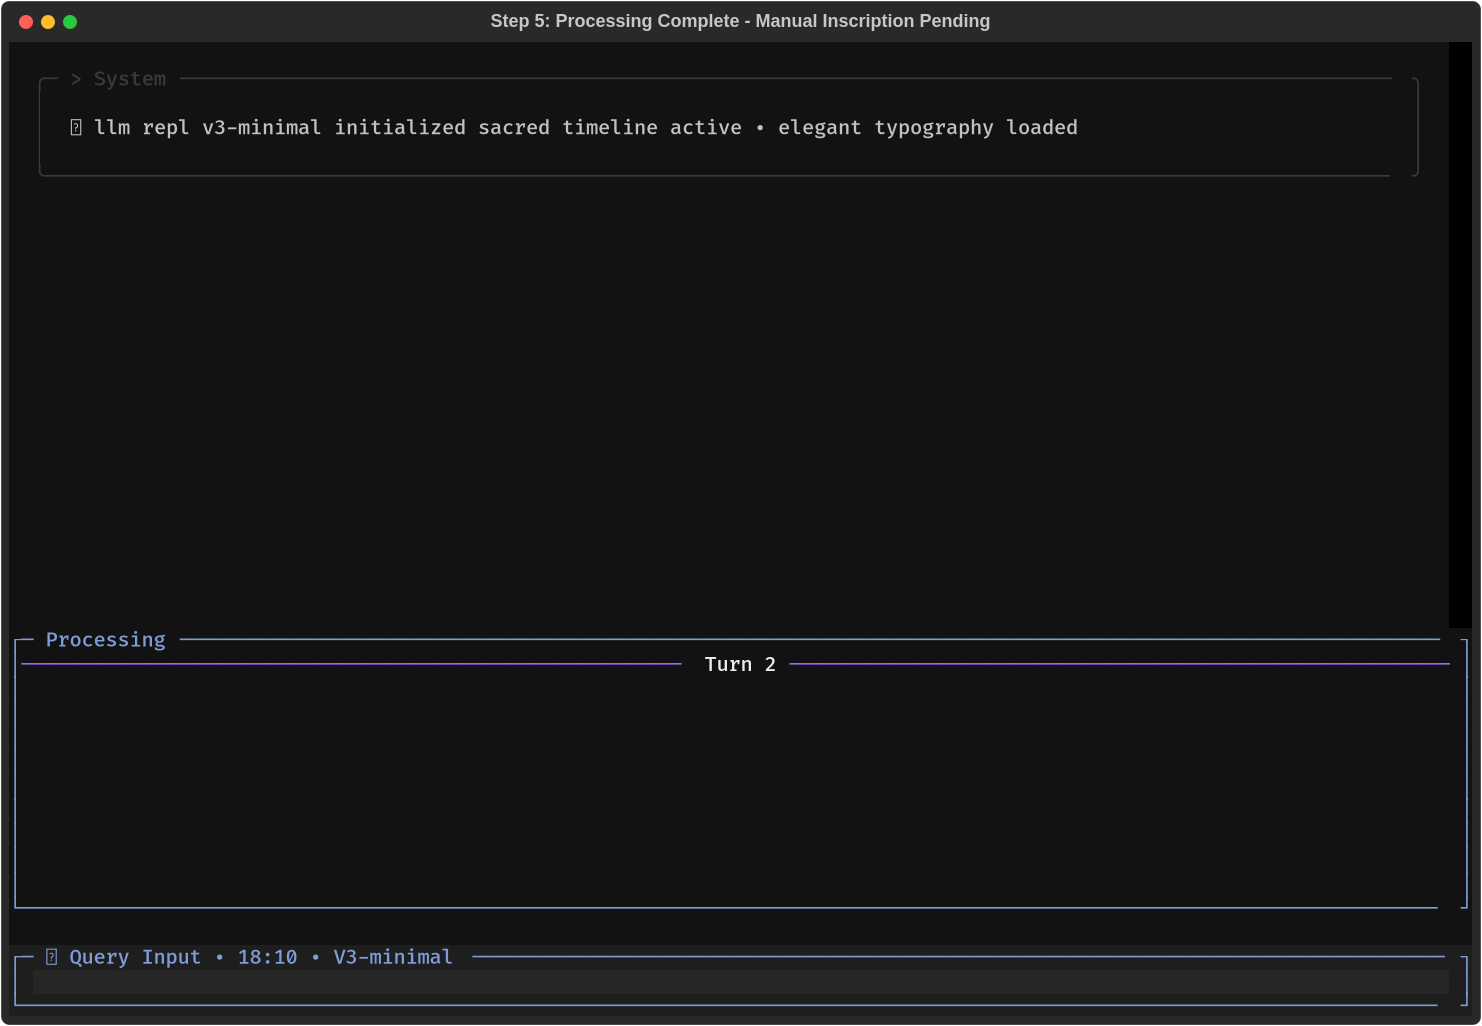 Step 5: Processing Complete - Manual Inscription Pending
> System
llm repl v3-minimal initialized sacred timeline active • elegant typography loaded
Processing
Turn 2
Query Input • 18:10 • V3-minimal